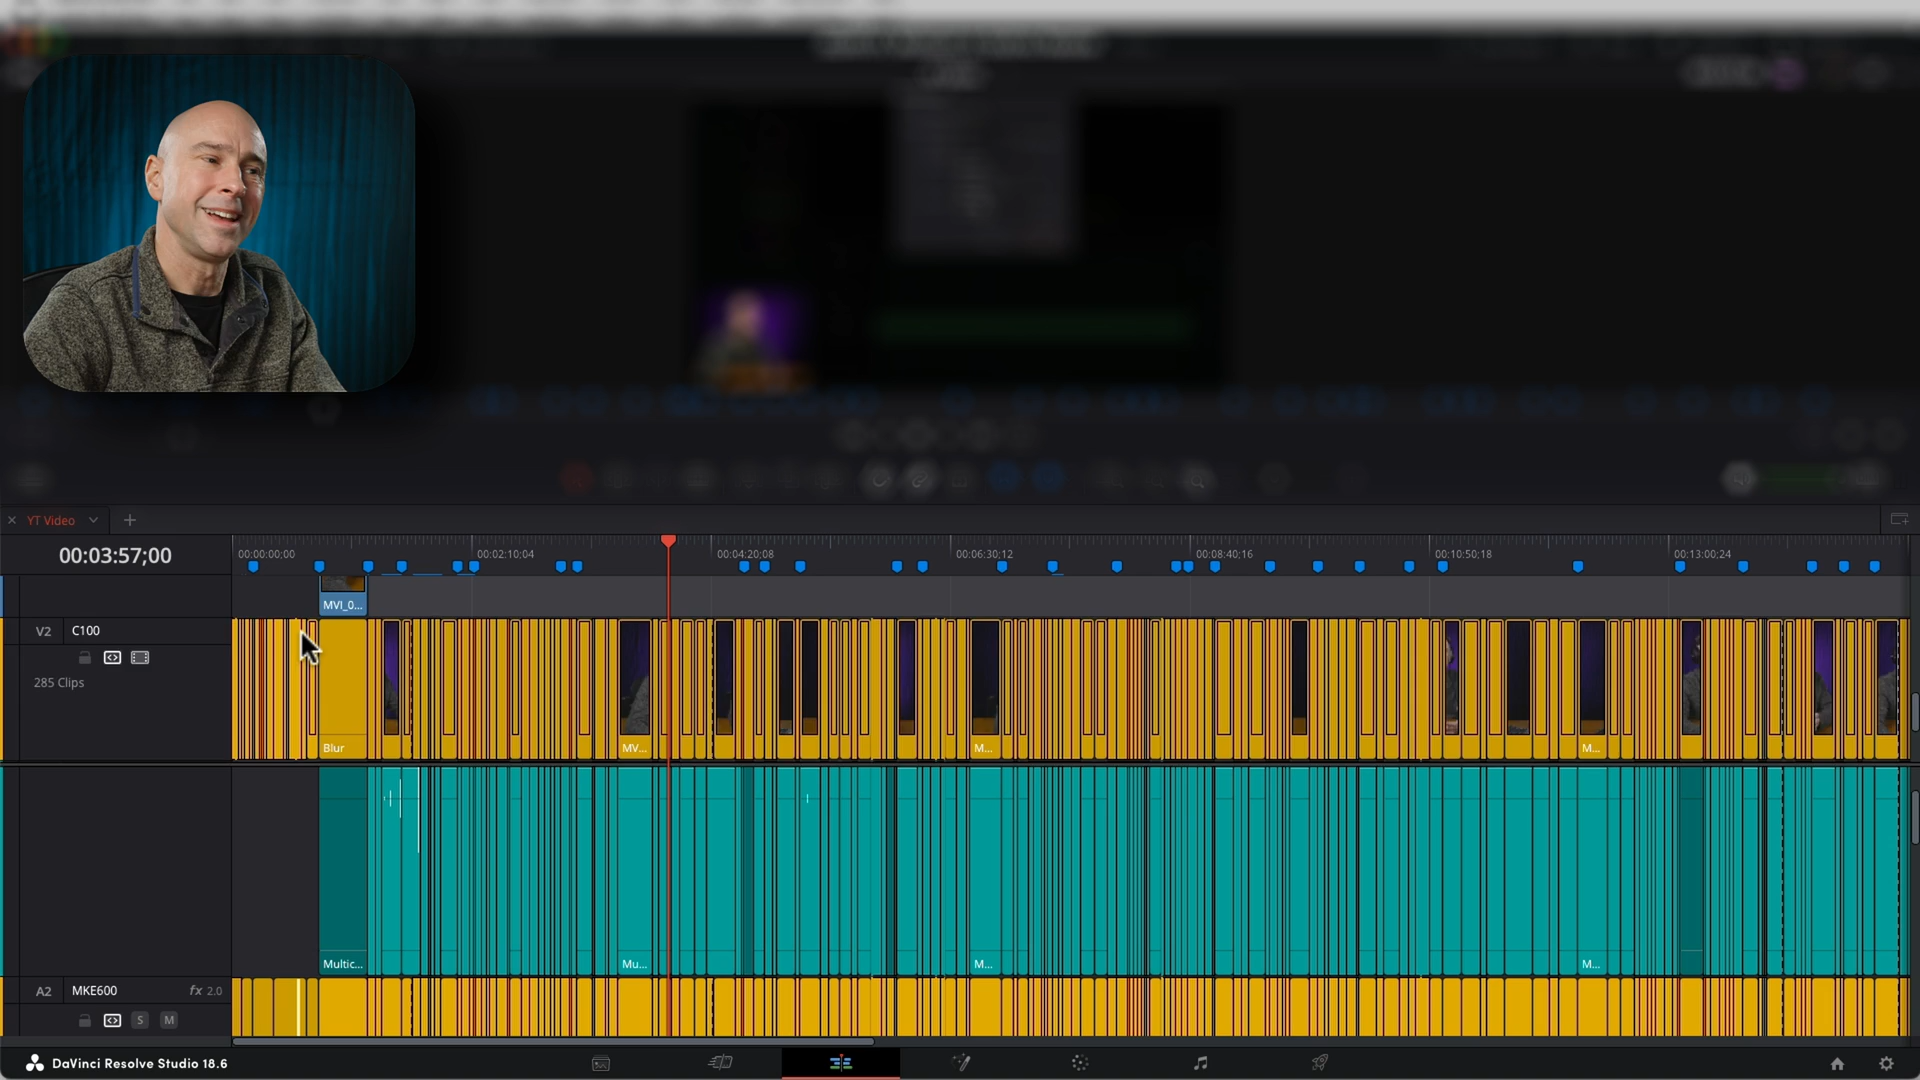 YT Video
00:03:57;00
00:00:00;00
00:02:10;04
00:04:20;08
00:06:30;12
00:08:40;16
00:10:50;18
00:13:00;24
MVI_0...
V2
C100
285 Clips
Blur
MV...
M...
M...
Multic...
Mu...
M...
M...
A2
MKE600
fx 2.0
S
M
DaVinci Resolve Studio 18.6